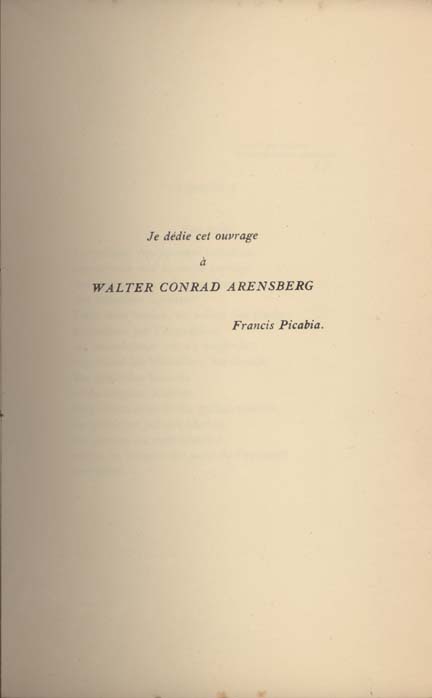 Je dédie cet ouvrage
à
WALTER CONRAD ARENSBERG
Francis Picabia.